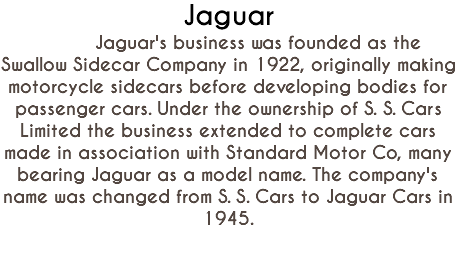 Jaguar
Jaguar's business was founded as the
Swallow Sidecar Company in 1922, originally making
motorcycle sidecars before developing bodies for
passenger cars. Under the ownership of S. S. Cars
Limited the business extended to complete cars
made in association with Standard Motor Co, many
bearing Jaguar as a model name. The company's
name was changed from S. S. Cars to Jaguar Cars in
1945.